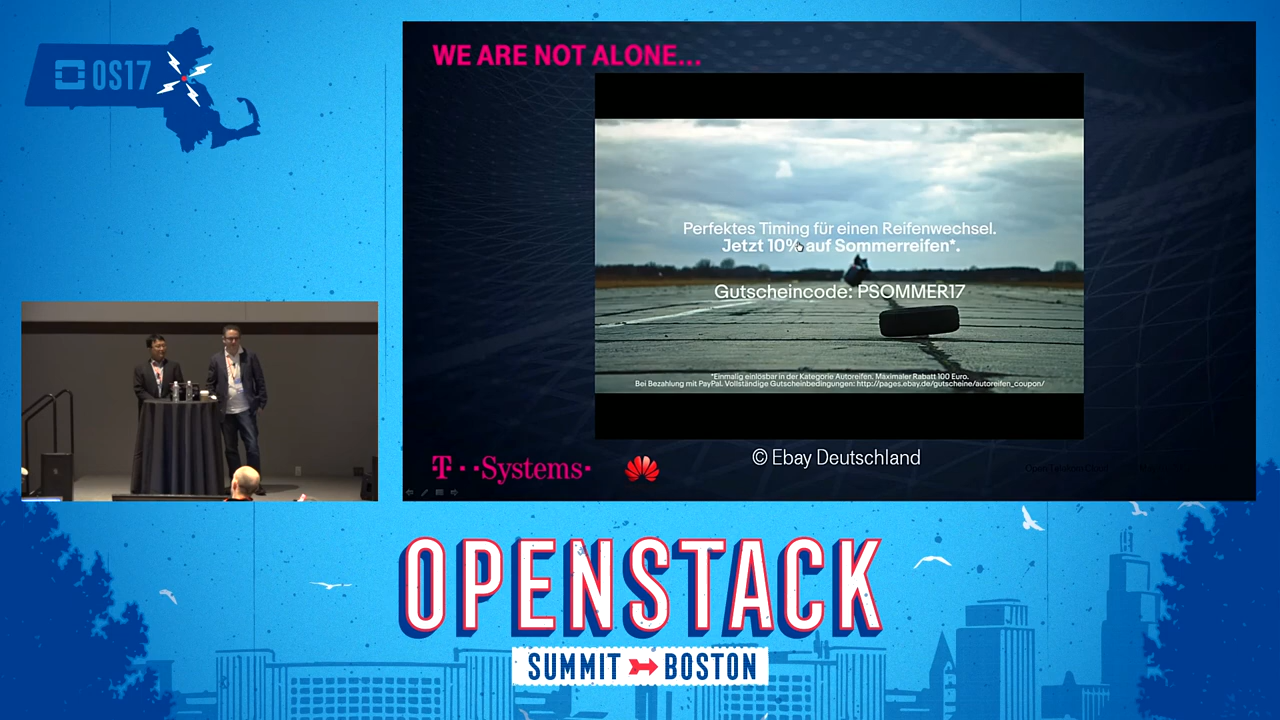 OS17
WE ARE NOT ALONE...
Perfektes Timing für einen Reifenwechsel.
Jetzt 10% auf Sommerreifen*.
Gutscheincode: PSOMMER17
*Einmalig einlösbar in der Kategorie Autoreifen. Maximaler Rabatt 100 Euro.
Bei Bezahlung mit PayPal. Vollständige Gutscheinbedingungen: http://pages.ebay.de/gutscheine/autoreifen_coupon/
© Ebay Deutschland
T··Systems·
OPENSTACK
SUMMIT BOSTON